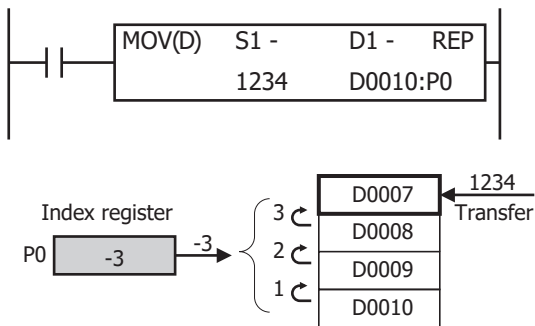 MOV(D) S1 - D1 - REP
1234 D0010:P0
Index register
P0 -3 -3
3 2 1
D0007
D0008
D0009
D0010
1234
Transfer